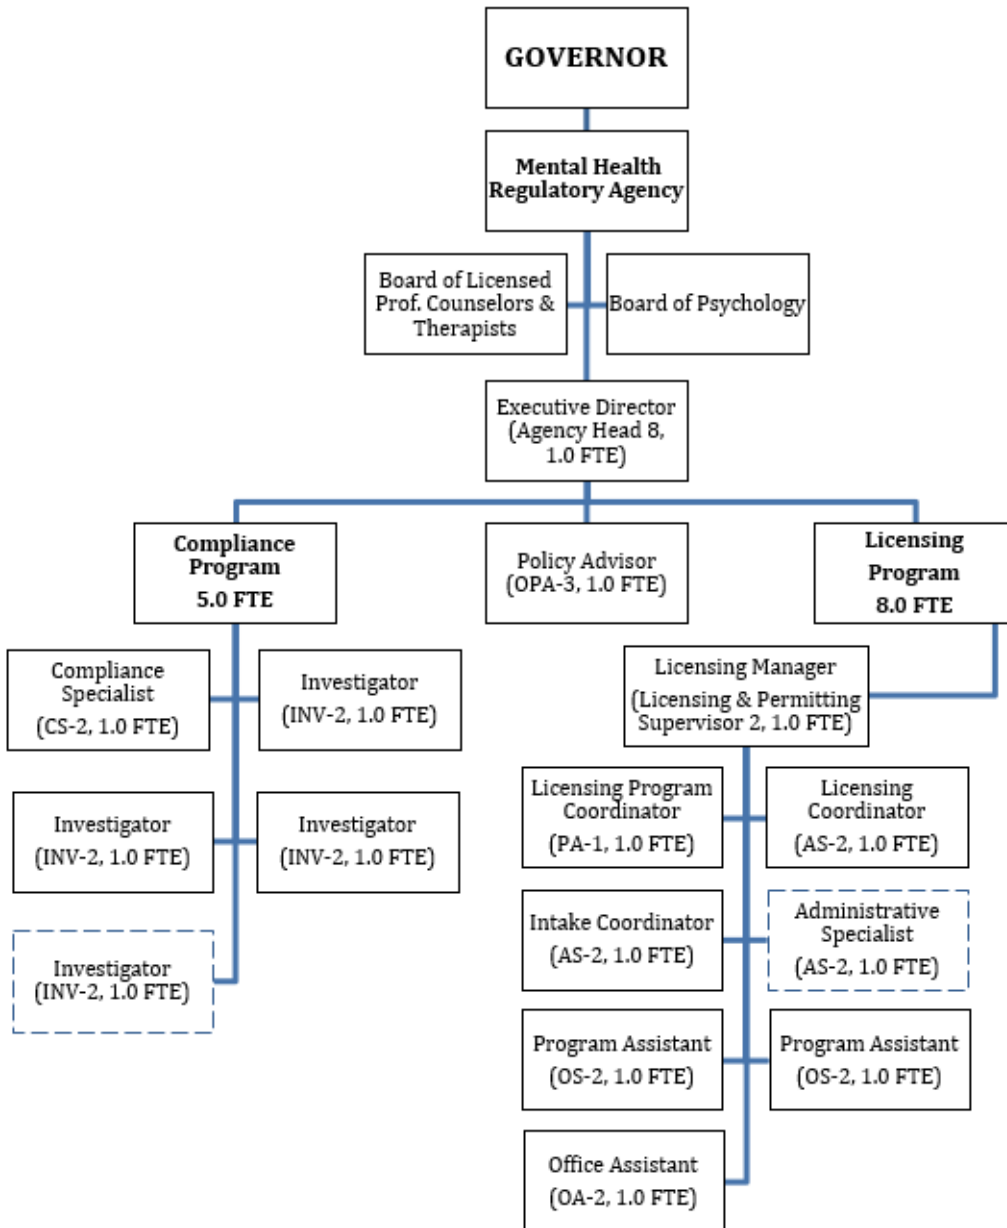 GOVERNOR
Mental Health
Regulatory Agency
Board of Licensed
Prof. Counselors &
Therapists
Board of Psychology
Executive Director
(Agency Head 8,
1.0 FTE)
Compliance
Program
5.0 FTE
Policy Advisor
(OPA-3, 1.0 FTE)
Licensing
Program
8.0 FTE
Compliance
Specialist
(CS-2, 1.0 FTE)
Investigator
(INV-2, 1.0 FTE)
Investigator
(INV-2, 1.0 FTE)
Investigator
(INV-2, 1.0 FTE)
Investigator
(INV-2, 1.0 FTE)
Licensing Manager
(Licensing & Permitting
Supervisor 2, 1.0 FTE)
Licensing Program
Coordinator
(PA-1, 1.0 FTE)
Licensing
Coordinator
(AS-2, 1.0 FTE)
Intake Coordinator
(AS-2, 1.0 FTE)
Administrative
Specialist
(AS-2, 1.0 FTE)
Program Assistant
(OS-2, 1.0 FTE)
Program Assistant
(OS-2, 1.0 FTE)
Office Assistant
(OA-2, 1.0 FTE)